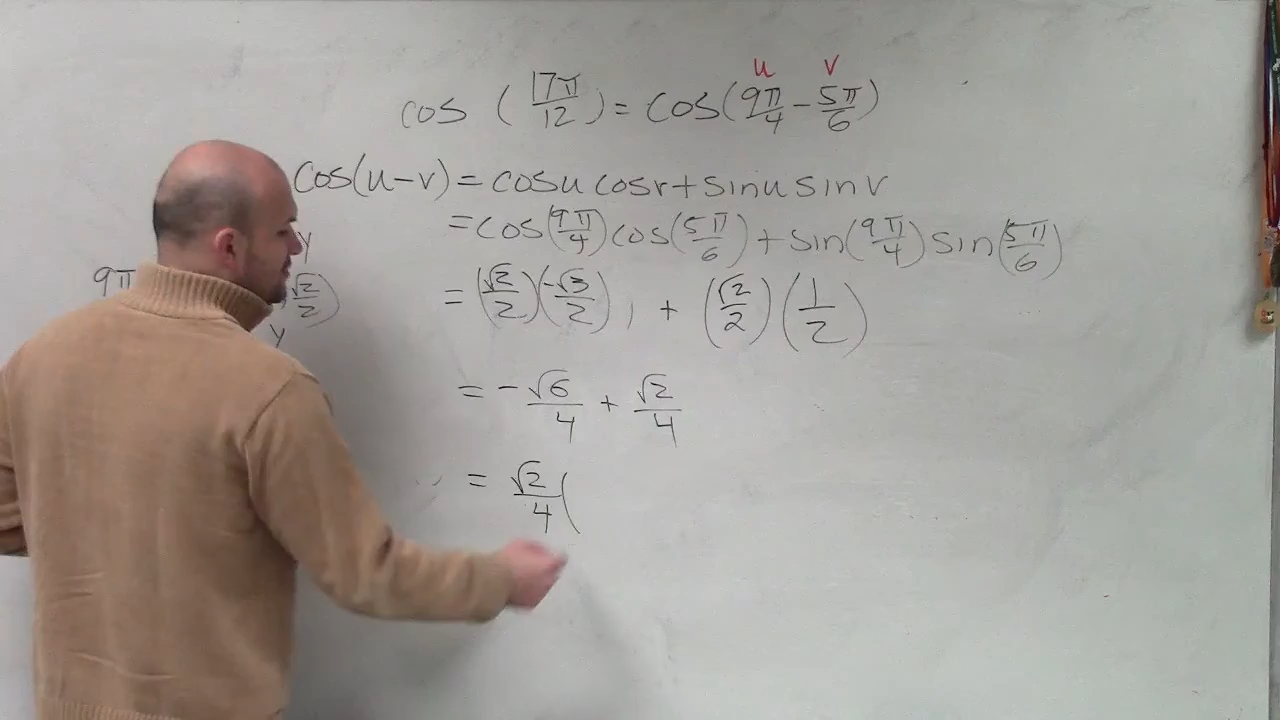 u v
cos (17π/12) = cos(9π/4 − 5π/6)
cos(u−v) = cosu cosv + sinu sinv
= cos(9π/4) cos(5π/6) + sin(9π/4) sin(5π/6)
y
9π √2/2)
= (√2/2)(−√3/2) + (√2/2)(1/2)
y
= −√6/4 + √2/4
= √2/4 (